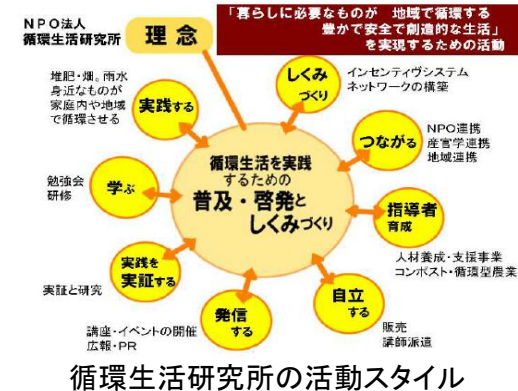 NPO法人
循環生活研究所
理念
「暮らしに必要なものが 地域で循環する
豊かで安全で創造的な生活」
を実現するための活動
しくみ
づくり
インセンティヴシステム
ネットワークの構築
堆肥・畑。雨水
身近なものが
家庭内や地域
で循環させる
実践する
つながる
NPO連携
産官学連携
地域連携
循環生活を実践
するための
普及・啓発と
しくみづくり
勉強会
研修
学ぶ
指導者
育成
人材養成・支援事業
コンポスト・循環型農業
実践を
実証する
実証と研究
自立
する
販売
講師派遣
発信
する
講座・イベントの開催
広報・PR
循環生活研究所の活動スタイル